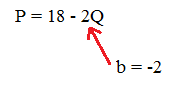 P = 18 - 2Q
b = -2